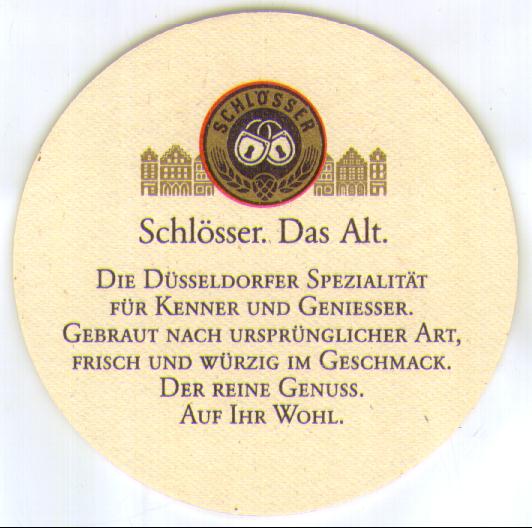 SCHLÖSSER
Schlösser. Das Alt.
DIE DÜSSELDORFER SPEZIALITÄT
FÜR KENNER UND GENIESSER.
GEBRAUT NACH URSPRÜNGLICHER ART,
FRISCH UND WÜRZIG IM GESCHMACK.
DER REINE GENUSS.
AUF IHR WOHL.